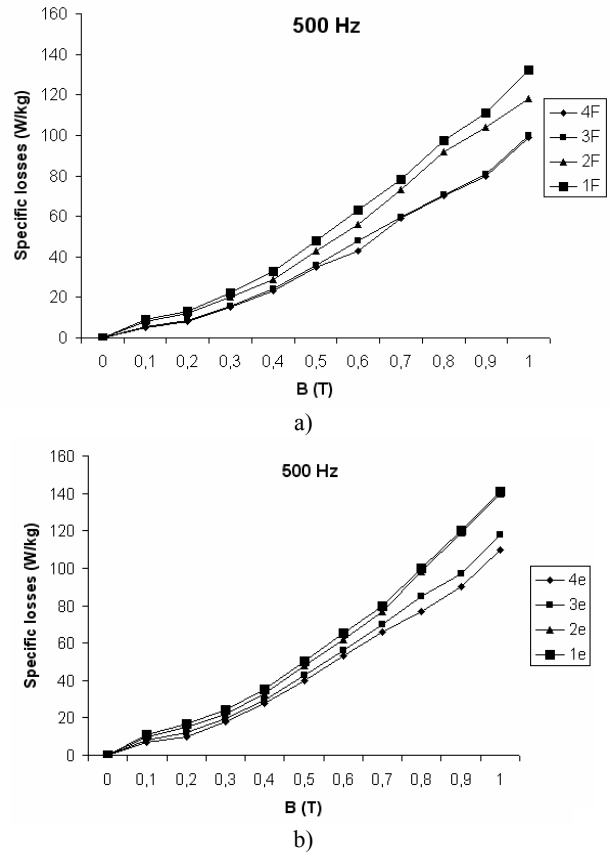 500 Hz
Specific losses (W/kg)
160
140
120
100
80
60
40
20
0
0 0,1 0,2 0,3 0,4 0,5 0,6 0,7 0,8 0,9 1
B (T)
4F
3F
2F
1F
a)
500 Hz
Specific losses (W/kg)
160
140
120
100
80
60
40
20
0
0 0,1 0,2 0,3 0,4 0,5 0,6 0,7 0,8 0,9 1
B (T)
4e
3e
2e
1e
b)